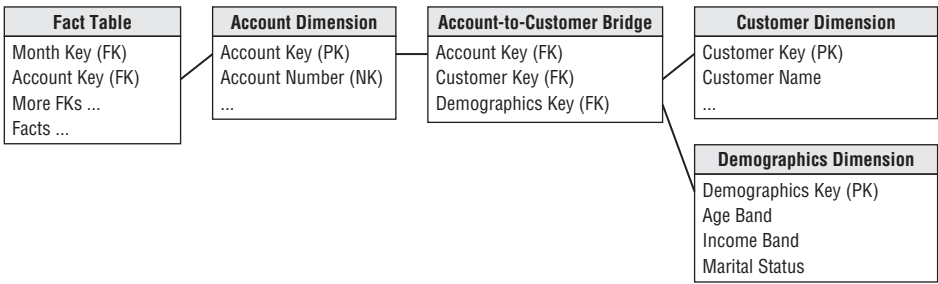 Fact Table
Month Key (FK)
Account Key (FK)
More FKs ...
Facts ...
Account Dimension
Account Key (PK)
Account Number (NK)
...
Account-to-Customer Bridge
Account Key (FK)
Customer Key (FK)
Demographics Key (FK)
Customer Dimension
Customer Key (PK)
Customer Name
...
Demographics Dimension
Demographics Key (PK)
Age Band
Income Band
Marital Status